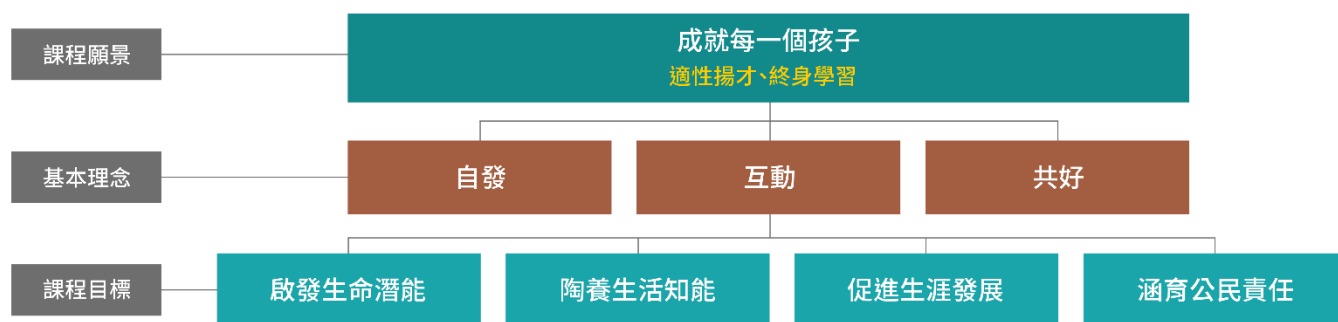 課程願景
成就每一個孩子
適性揚才、終身學習
基本理念
自發
互動
共好
課程目標
啟發生命潛能
陶養生活知能
促進生涯發展
涵育公民責任